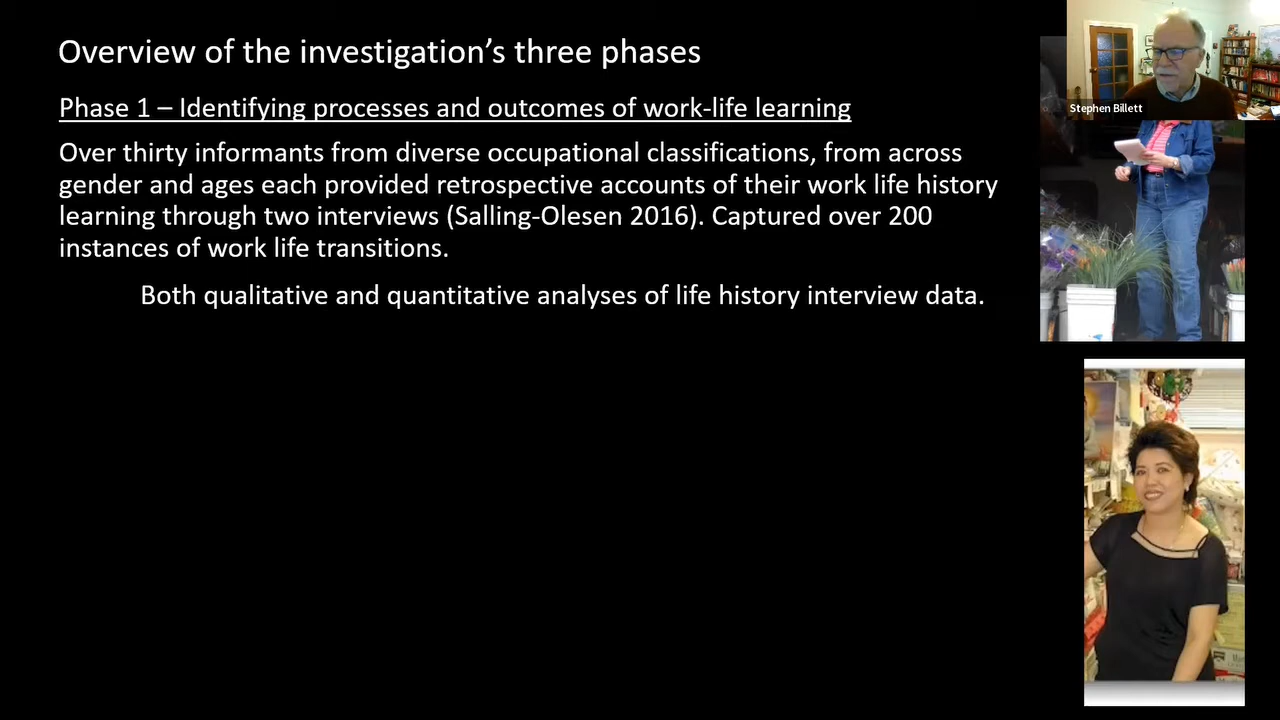 Overview of the investigation’s three phases
Phase 1 – Identifying processes and outcomes of work-life learning
Over thirty informants from diverse occupational classifications, from across
gender and ages each provided retrospective accounts of their work life history
learning through two interviews (Salling-Olesen 2016). Captured over 200
instances of work life transitions.
Both qualitative and quantitative analyses of life history interview data.
Stephen Billett